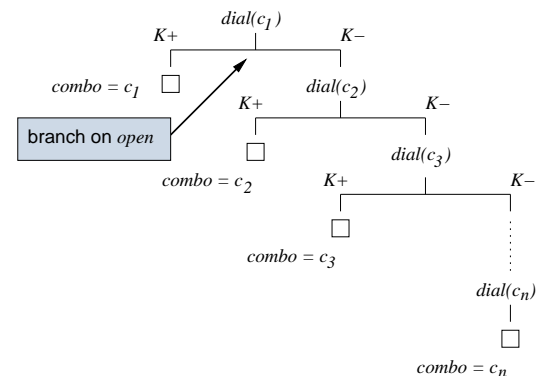 dial(c1)
K+ K−
combo = c1
dial(c2)
K+ K−
branch on open
combo = c2
dial(c3)
K+ K−
combo = c3
dial(cn)
combo = cn